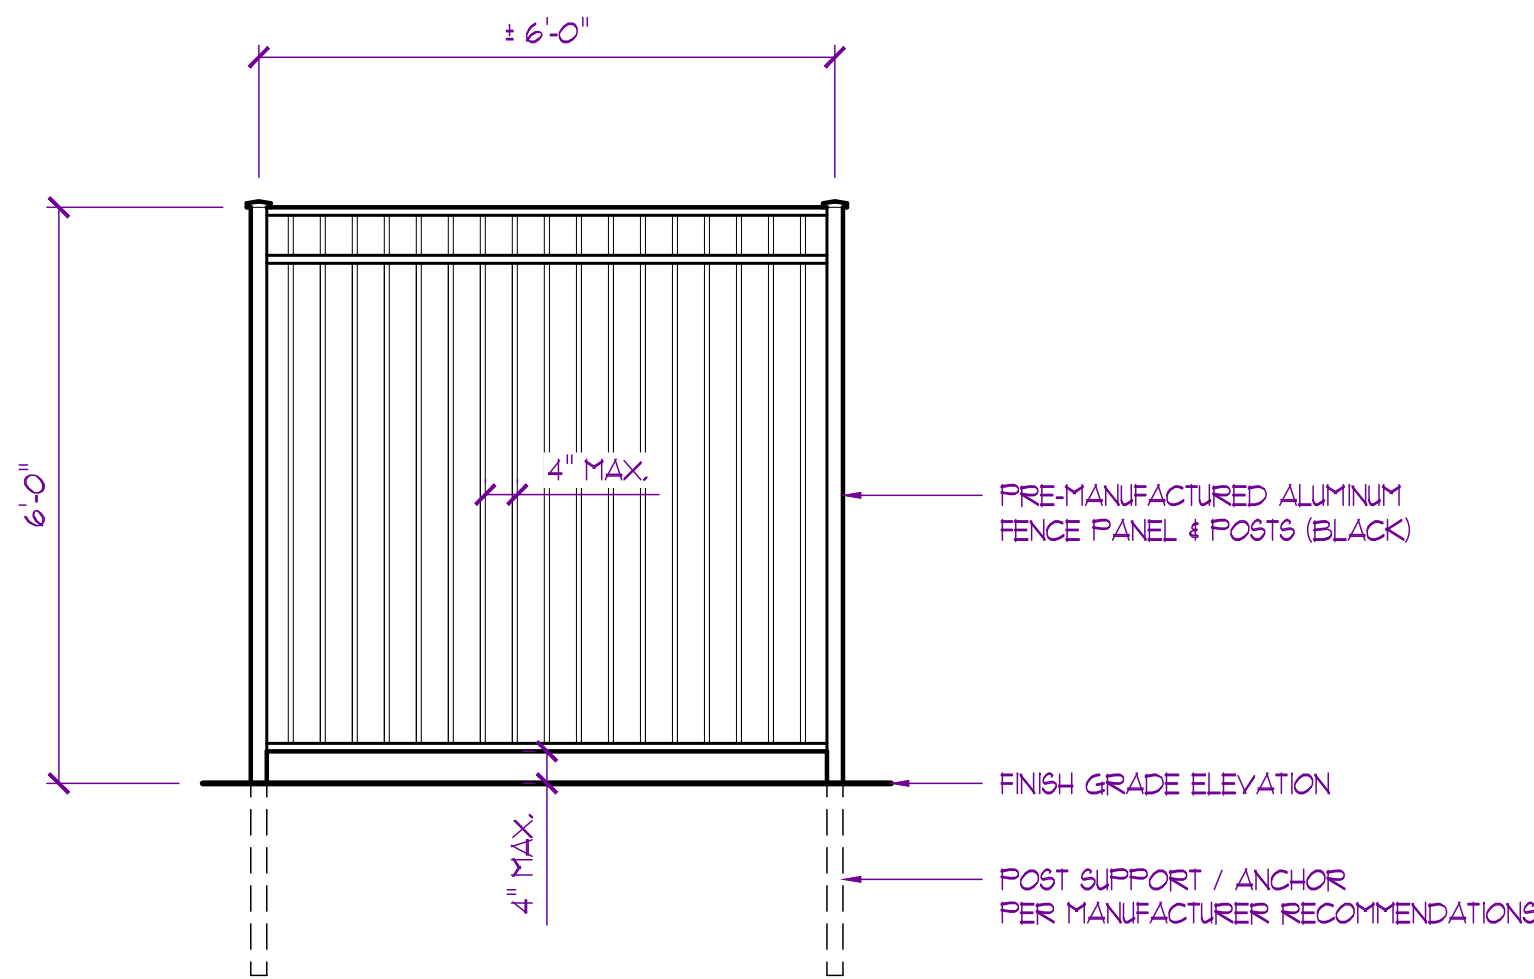 ± 6'-0"
6'-0"
4" MAX.
PRE-MANUFACTURED ALUMINUM
FENCE PANEL & POSTS (BLACK)
FINISH GRADE ELEVATION
4" MAX.
POST SUPPORT / ANCHOR
PER MANUFACTURER RECOMMENDATIONS